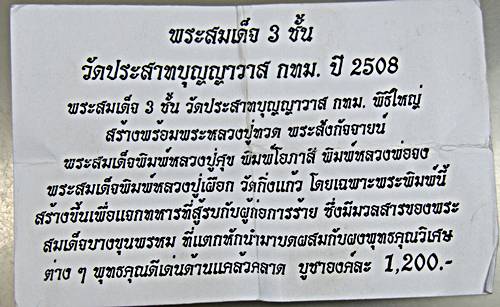 พระสมเด็จ 3 ชั้น
วัดประสาทบุญญาวาส กทม. ปี 2508
พระสมเด็จ 3 ชั้น วัดประสาทบุญญาวาส กทม. พิธีใหญ่
สร้างพร้อมพระหลวงปู่ทวด พระสังกัจจายน์
พระสมเด็จพิมพ์หลวงปู่ศุข พิมพ์โอภาสี พิมพ์หลวงพ่อจง
พระสมเด็จพิมพ์หลวงปู่เผือก วัดกิ่งแก้ว โดยเฉพาะพระพิมพ์นี้
สร้างขึ้นเพื่อแจกทหารที่สู้รบกับผู้ก่อการร้าย ซึ่งมีมวลสารของพระ
สมเด็จบางขุนพรหม ที่แตกหักนำมาบดผสมกับผงพุทธคุณวิเศษ
ต่าง ๆ พุทธคุณดีเด่นด้านแคล้วคลาด บูชาองค์ละ 1,200.-